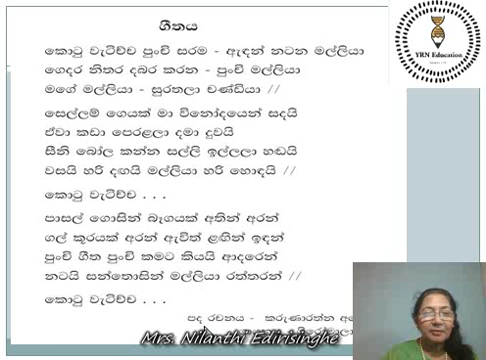 ගීතය
කොටු වැටිච්ච පුංචි සරම - ඇඳන් නටන මල්ලියා
ගෙදර නිතර දබර කරන - පුංචි මල්ලියා
මගේ මල්ලියා - සුරතලා චණ්ඩියා //
සෙල්ලම් ගෙයක් මා විනෝදයෙන් සදයි
ඒවා කඩා පෙරළලා දමා දුවයි
සීනි බෝල කන්න සල්ලි ඉල්ලලා හඬයි
වසයි හරි දඟයි මල්ලියා හරි හොඳයි //
කොටු වැටිච්ච . . .
පාසල් ගොසින් බෑගයක් අතින් අරන්
ගල් කූරයක් අරන් ඇවිත් ළඟින් ඉඳන්
පුංචි ගීත පුංචි කමට කියයි ආදරෙන්
නටයි සන්තොසින් මල්ලියා රත්තරන් //
කොටු වැටිච්ච . . .
පද රචනය - කරුණාරත්න
Mrs. Nilanthi Edirisinghe
YRN Education